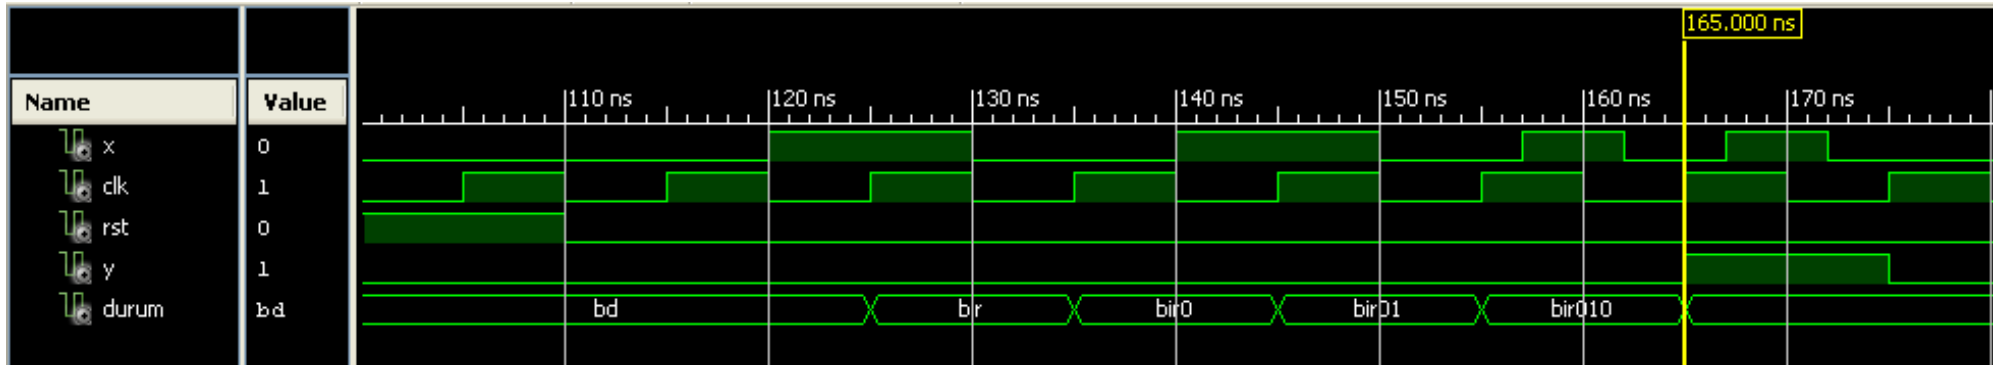 165.000 ns
Name Value
110 ns 120 ns 130 ns 140 ns 150 ns 160 ns 170 ns
x 0
clk 1
rst 0
y 1
durum bd bd bir bir0 bir01 bir010